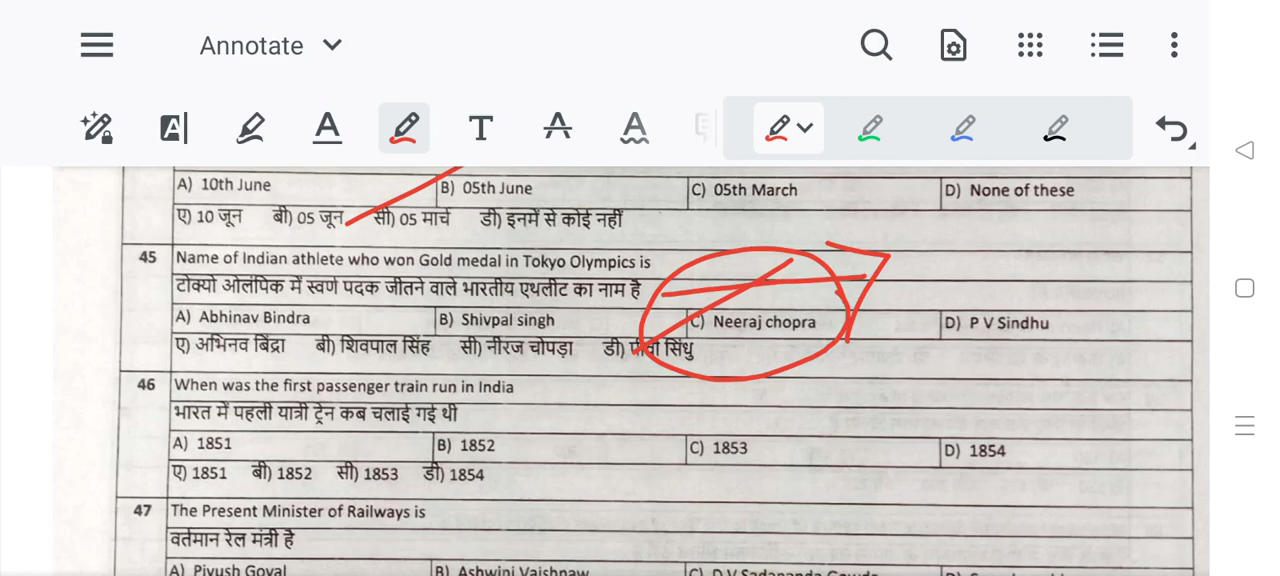 Annotate
A) 10th June B) 05th June C) 05th March D) None of these
ए) 10 जून बी) 05 जून सी) 05 मार्च डी) इनमें से कोई नहीं
45 Name of Indian athlete who won Gold medal in Tokyo Olympics is
टोक्यो ओलंपिक में स्वर्ण पदक जीतने वाले भारतीय एथलीट का नाम है
A) Abhinav Bindra B) Shivpal singh C) Neeraj chopra D) P V Sindhu
ए) अभिनव बिंद्रा बी) शिवपाल सिंह सी) नीरज चोपड़ा डी) पीवी सिंधु
46 When was the first passenger train run in India
भारत में पहली यात्री ट्रेन कब चलाई गई थी
A) 1851 B) 1852 C) 1853 D) 1854
ए) 1851 बी) 1852 सी) 1853 डी) 1854
47 The Present Minister of Railways is
वर्तमान रेल मंत्री है
A) Piyush Goyal B) Ashwini Vaishnaw C) D V Sadananda Gowda